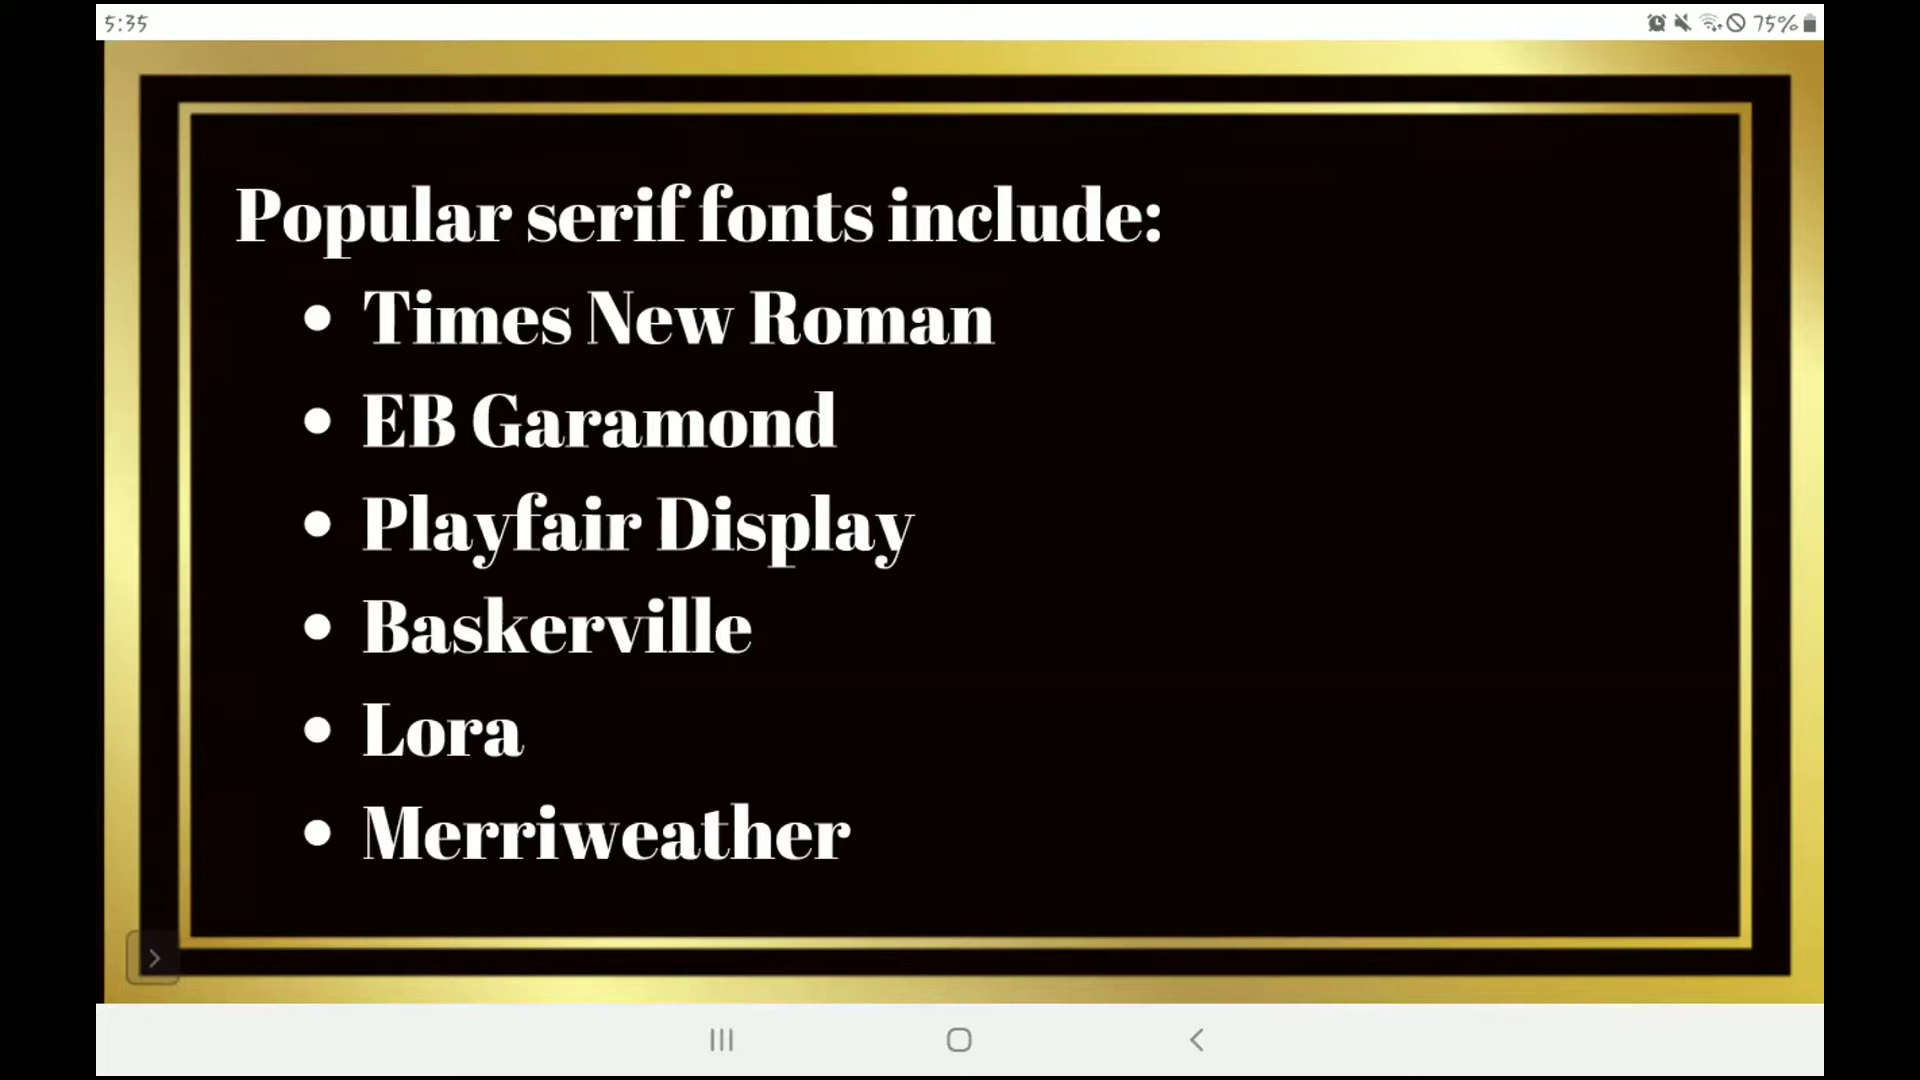 5:35
75%
Popular serif fonts include:
• Times New Roman
• EB Garamond
• Playfair Display
• Baskerville
• Lora
• Merriweather